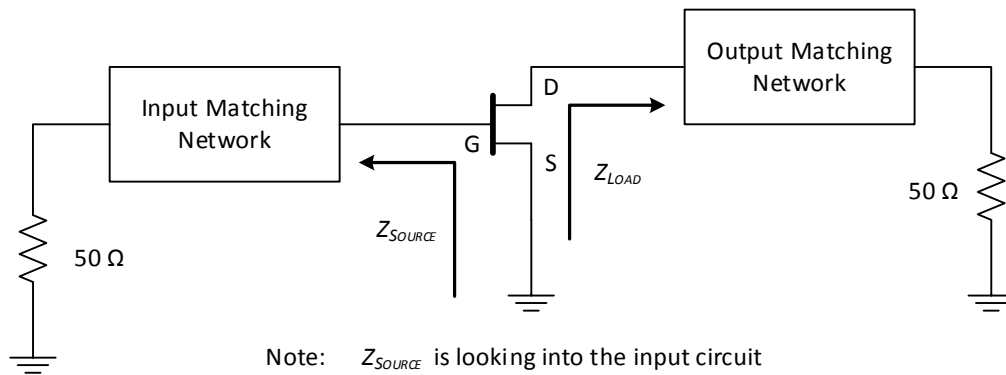 Output Matching
Network
Input Matching
Network
D
G
S
Z_LOAD
Z_SOURCE
50 Ω
50 Ω
Note: Z_SOURCE is looking into the input circuit